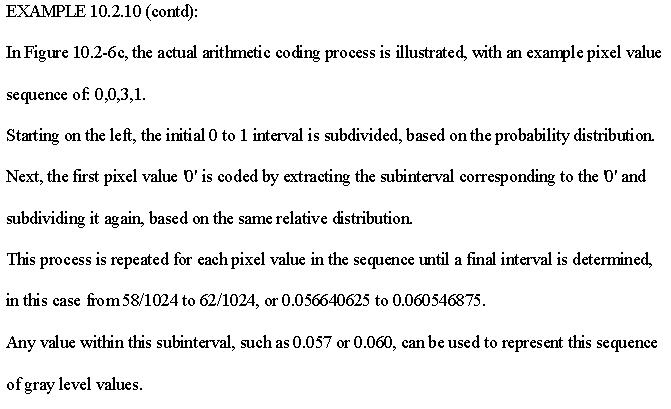 EXAMPLE 10.2.10 (contd):
In Figure 10.2-6c, the actual arithmetic coding process is illustrated, with an example pixel value
sequence of: 0,0,3,1.
Starting on the left, the initial 0 to 1 interval is subdivided, based on the probability distribution.
Next, the first pixel value '0' is coded by extracting the subinterval corresponding to the '0' and
subdividing it again, based on the same relative distribution.
This process is repeated for each pixel value in the sequence until a final interval is determined,
in this case from 58/1024 to 62/1024, or 0.056640625 to 0.060546875.
Any value within this subinterval, such as 0.057 or 0.060, can be used to represent this sequence
of gray level values.